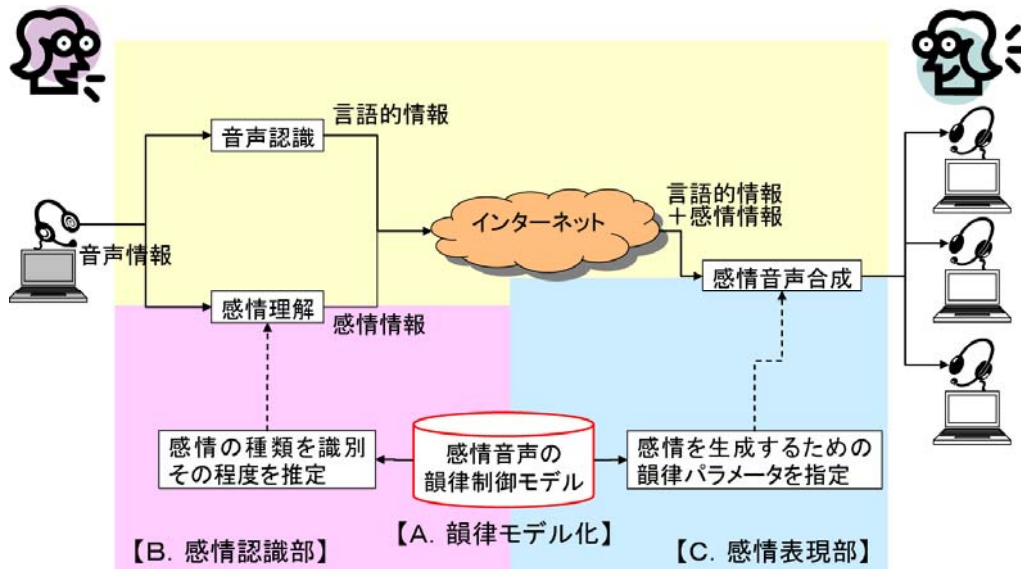 言語的情報
音声認識
音声情報
インターネット
言語的情報
＋感情情報
感情理解
感情情報
感情音声合成
感情の種類を識別
その程度を推定
感情音声の
韻律制御モデル
感情を生成するための
韻律パラメータを指定
【B. 感情認識部】
【A. 韻律モデル化】
【C. 感情表現部】